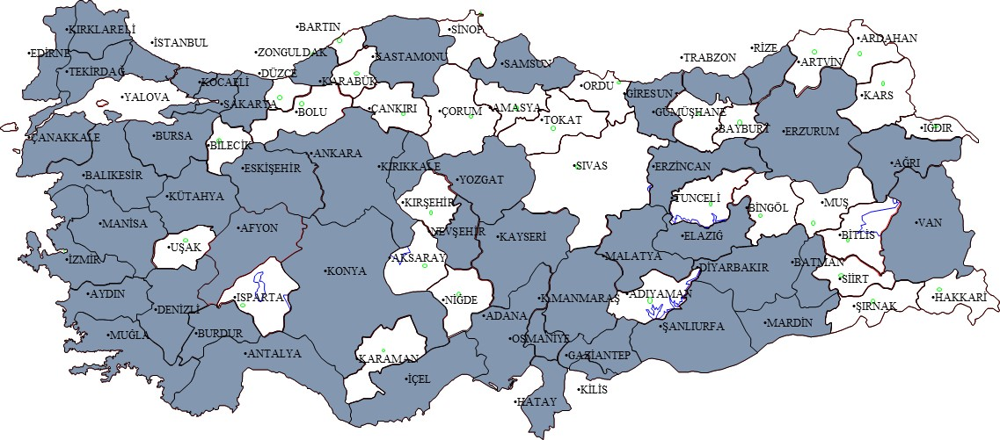 •KIRKLARELİ
•EDİRNE
•TEKİRDAĞ
•İSTANBUL
•YALOVA
•KOCAELİ
•SAKARYA
•DÜZCE
•ZONGULDAK
•BARTIN
•KARABÜK
•KASTAMONU
•SİNOP
•SAMSUN
•ORDU
•GİRESUN
•TRABZON
•RİZE
•ARTVİN
•ARDAHAN
•KARS
•IĞDIR
•BOLU
•ÇANKIRI
•ÇORUM
•AMASYA
•TOKAT
•GÜMÜŞHANE
•BAYBURT
•ERZURUM
•AĞRI
•ÇANAKKALE
•BURSA
•BİLECİK
•ESKİŞEHİR
•ANKARA
•KIRIKKALE
•YOZGAT
•SIVAS
•ERZİNCAN
•BALIKESİR
•KÜTAHYA
•TUNCELİ
•BİNGÖL
•MUŞ
•KIRŞEHİR
•MANİSA
•UŞAK
•AFYON
•NEVŞEHİR
•KAYSERİ
•ELAZIĞ
•BİTLİS
•VAN
•İZMİR
•KONYA
•AKSARAY
•MALATYA
•DİYARBAKIR
•BATMAN
•SİİRT
•AYDIN
•DENİZLİ
•ISPARTA
•NİĞDE
•K.MANMARAŞ
•ADIYAMAN
•ŞIRNAK
•HAKKARİ
•MUĞLA
•BURDUR
•ANTALYA
•KARAMAN
•ADANA
•OSMANİYE
•ŞANLIURFA
•MARDİN
•GAZİANTEP
•İÇEL
•HATAY
•KİLİS